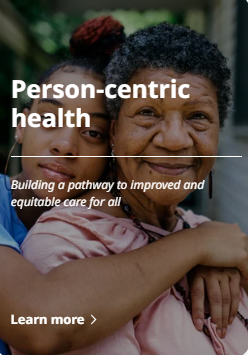 Person-centric
health
Building a pathway to improved and
equitable care for all
Learn more